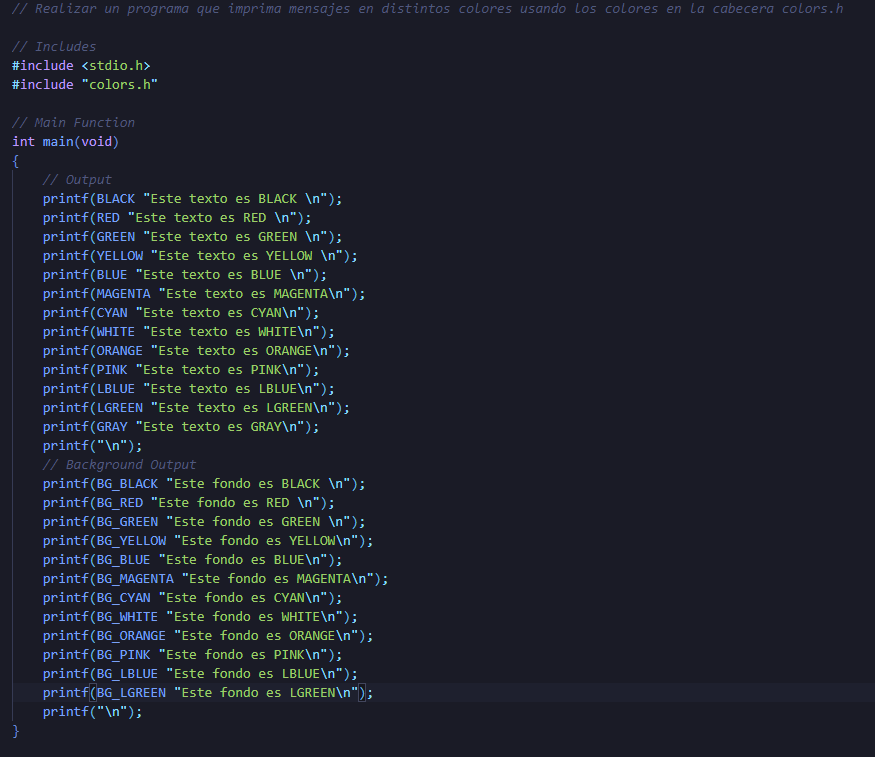 // Realizar un programa que imprima mensajes en distintos colores usando los colores en la cabecera colors.h
// Includes
#include <stdio.h>
#include "colors.h"
// Main Function
int main(void)
{
// Output
printf(BLACK "Este texto es BLACK \n");
printf(RED "Este texto es RED \n");
printf(GREEN "Este texto es GREEN \n");
printf(YELLOW "Este texto es YELLOW \n");
printf(BLUE "Este texto es BLUE \n");
printf(MAGENTA "Este texto es MAGENTA\n");
printf(CYAN "Este texto es CYAN\n");
printf(WHITE "Este texto es WHITE\n");
printf(ORANGE "Este texto es ORANGE\n");
printf(PINK "Este texto es PINK\n");
printf(LBLUE "Este texto es LBLUE\n");
printf(LGREEN "Este texto es LGREEN\n");
printf(GRAY "Este texto es GRAY\n");
printf("\n");
// Background Output
printf(BG_BLACK "Este fondo es BLACK \n");
printf(BG_RED "Este fondo es RED \n");
printf(BG_GREEN "Este fondo es GREEN \n");
printf(BG_YELLOW "Este fondo es YELLOW\n");
printf(BG_BLUE "Este fondo es BLUE\n");
printf(BG_MAGENTA "Este fondo es MAGENTA\n");
printf(BG_CYAN "Este fondo es CYAN\n");
printf(BG_WHITE "Este fondo es WHITE\n");
printf(BG_ORANGE "Este fondo es ORANGE\n");
printf(BG_PINK "Este fondo es PINK\n");
printf(BG_LBLUE "Este fondo es LBLUE\n");
printf(BG_LGREEN "Este fondo es LGREEN\n");
printf("\n");
}